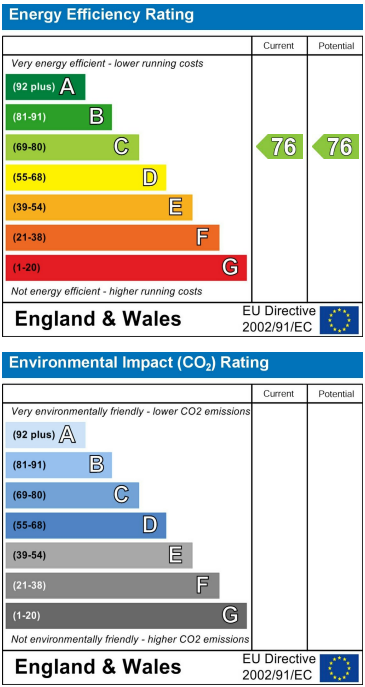 Energy Efficiency Rating
Current Potential
Very energy efficient - lower running costs
(92 plus) A
(81-91) B
(69-80) C 76 76
(55-68) D
(39-54) E
(21-38) F
(1-20) G
Not energy efficient - higher running costs
England & Wales
EU Directive
2002/91/EC
Environmental Impact (CO₂) Rating
Current Potential
Very environmentally friendly - lower CO2 emissions
(92 plus) A
(81-91) B
(69-80) C
(55-68) D
(39-54) E
(21-38) F
(1-20) G
Not environmentally friendly - higher CO2 emissions
England & Wales
EU Directive
2002/91/EC